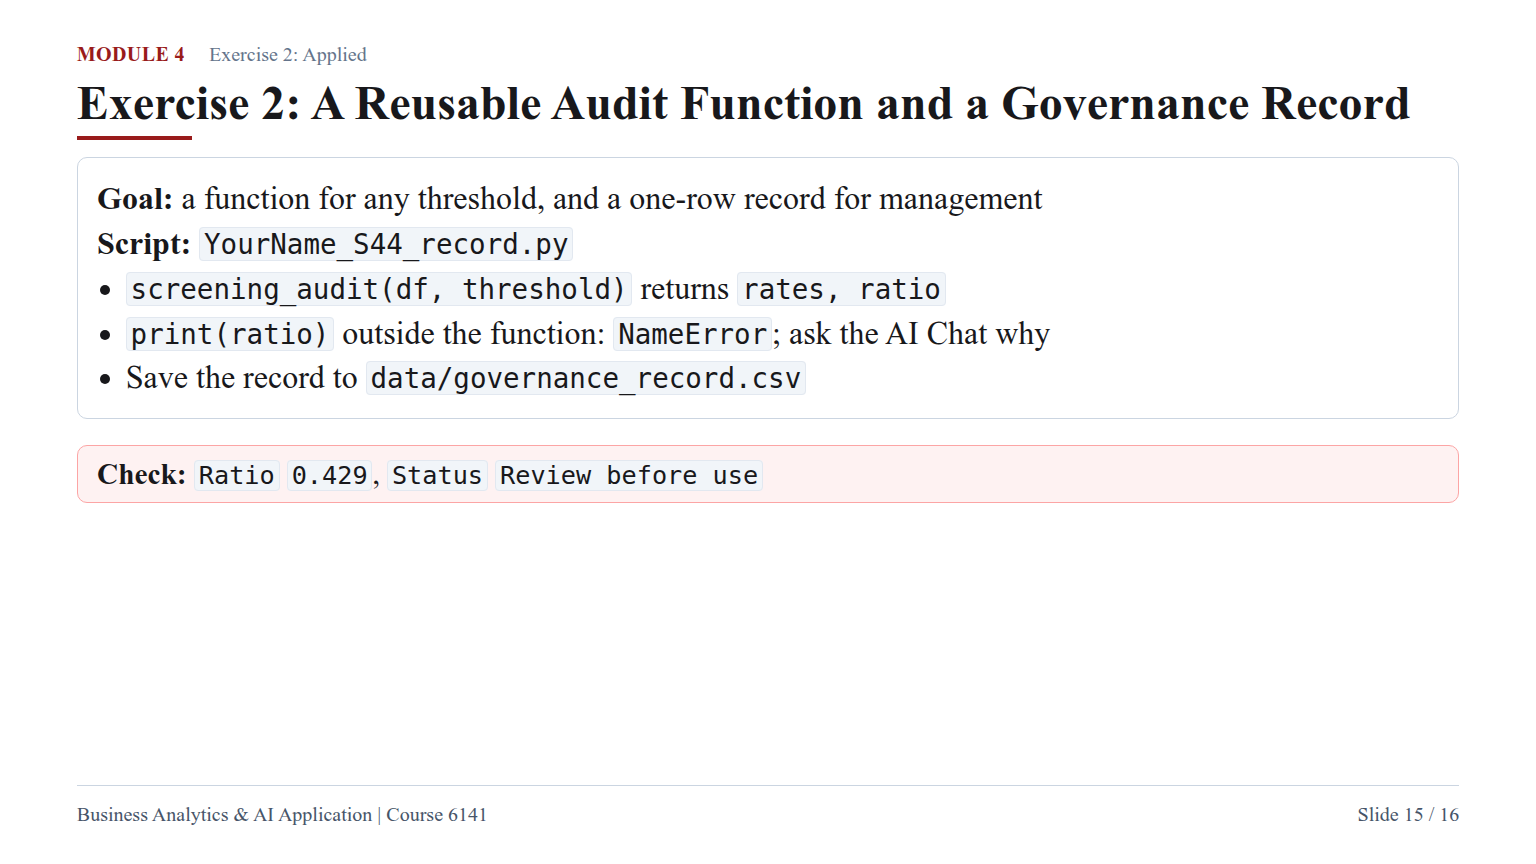 MODULE 4 Exercise 2: Applied
Exercise 2: A Reusable Audit Function and a Governance Record
Goal: a function for any threshold, and a one-row record for management
Script: YourName_S44_record.py
• screening_audit(df, threshold) returns rates, ratio
• print(ratio) outside the function: NameError; ask the AI Chat why
• Save the record to data/governance_record.csv
Check: Ratio 0.429, Status Review before use
Business Analytics & AI Application | Course 6141
Slide 15 / 16